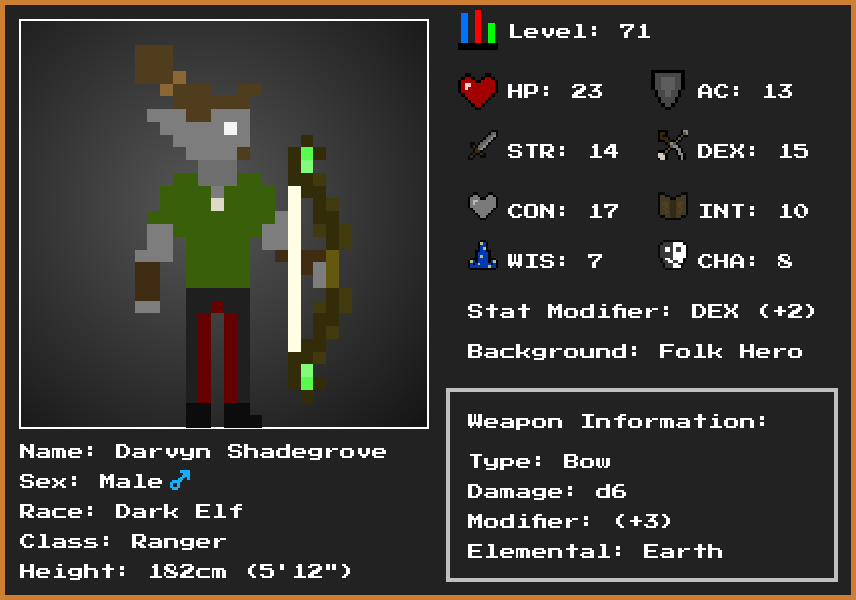 Level: 71
HP: 23
AC: 13
STR: 14
DEX: 15
CON: 17
INT: 10
WIS: 7
CHA: 8
Stat Modifier: DEX (+2)
Background: Folk Hero
Weapon Information:
Type: Bow
Damage: d6
Modifier: (+3)
Elemental: Earth
Name: Darvyn Shadegrove
Sex: Male ♂
Race: Dark Elf
Class: Ranger
Height: 182cm (5'12")